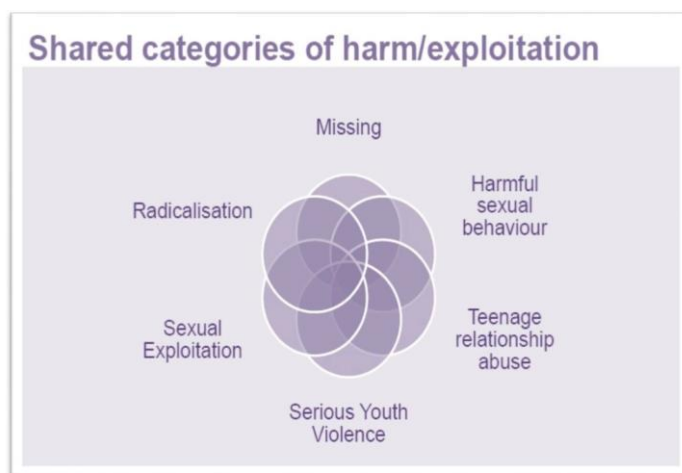 Shared categories of harm/exploitation
Missing
Harmful
sexual
behaviour
Radicalisation
Teenage
relationship
abuse
Sexual
Exploitation
Serious Youth
Violence